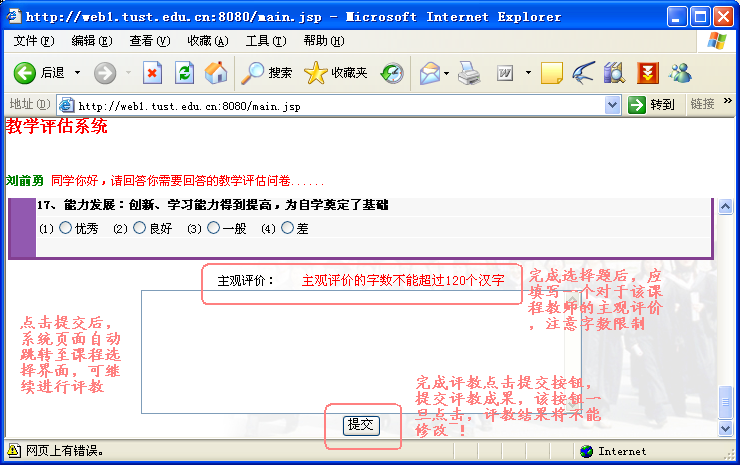 http://web1.tust.edu.cn:8080/main.jsp - Microsoft Internet Explorer
文件(F) 编辑(E) 查看(V) 收藏(A) 工具(T) 帮助(H)
后退 搜索 收藏夹
地址(D) http://web1.tust.edu.cn:8080/main.jsp 转到 链接 »
教学评估系统
刘前勇 同学你好，请回答你需要回答的教学评估问卷......
17、能力发展：创新、学习能力得到提高，为自学奠定了基础
(1) 优秀 (2) 良好 (3) 一般 (4) 差
主观评价： 主观评价的字数不能超过120个汉字
完成选择题后，应
填写一个对于该课
程教师的主观评价
，注意字数限制
点击提交后，
系统页面自动
跳转至课程选
择界面，可继
续进行评教
完成评教点击提交按钮，
提交评教成果，该按钮一
旦点击，评教结果将不能
修改！
提交
网页上有错误。 Internet